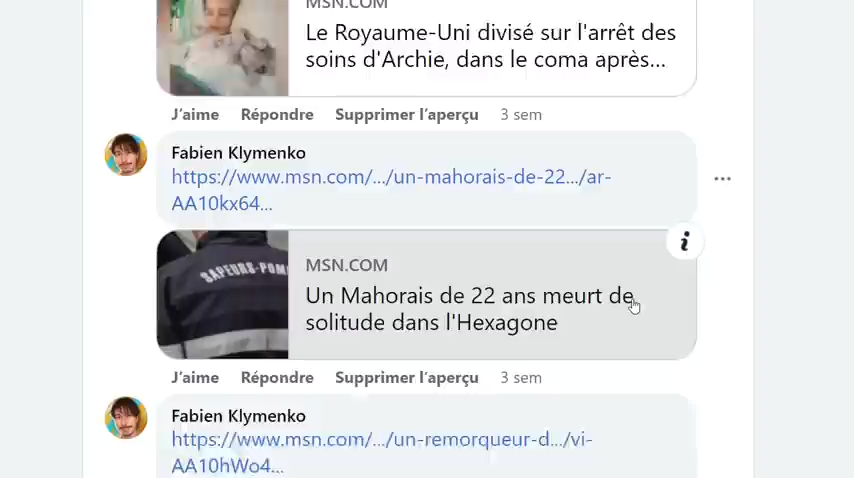 MSN.COM
Le Royaume-Uni divisé sur l'arrêt des
soins d'Archie, dans le coma après...
J'aime Répondre Supprimer l'aperçu 3 sem
Fabien Klymenko
https://www.msn.com/.../un-mahorais-de-22.../ar-
AA10kx64...
SAPEURS-POM
MSN.COM
Un Mahorais de 22 ans meurt de
solitude dans l'Hexagone
J'aime Répondre Supprimer l'aperçu 3 sem
Fabien Klymenko
https://www.msn.com/.../un-remorqueur-d.../vi-
AA10hWo4...